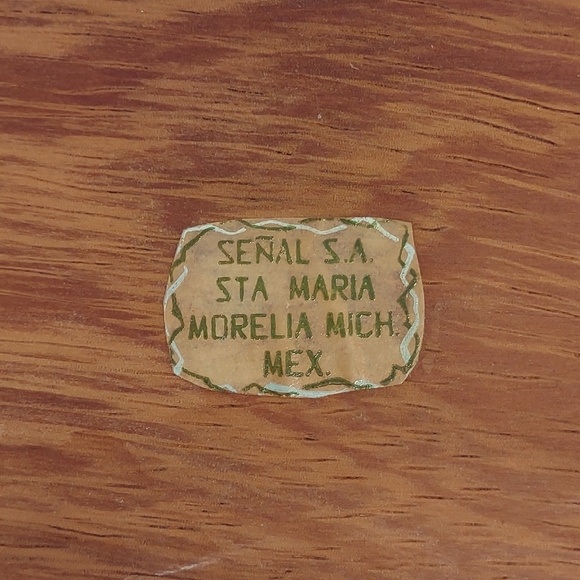 SEÑAL S.A.
STA MARIA
MORELIA MICH.
MEX.